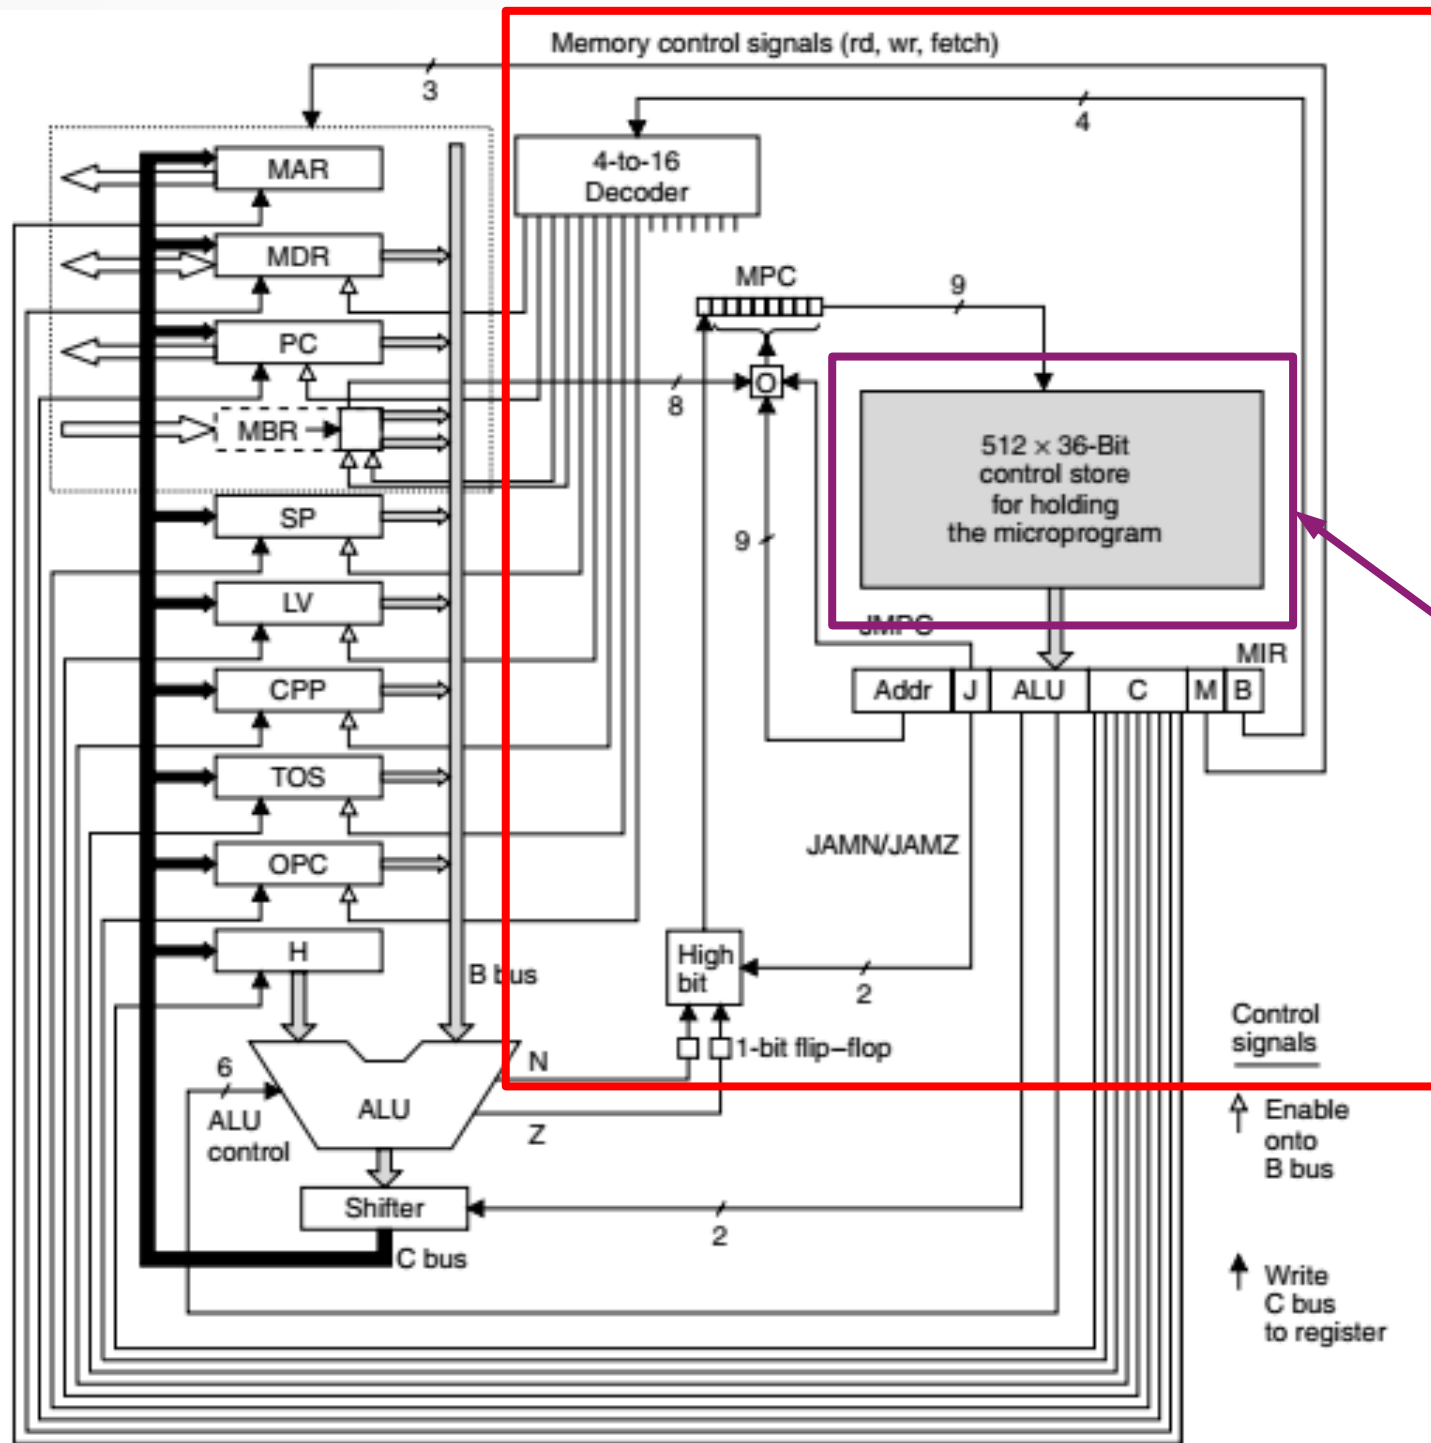 Memory control signals (rd, wr, fetch)
3
4
4-to-16
Decoder
MAR
MDR
MPC
9
PC
8
O
MBR
512 × 36-Bit
control store
for holding
the microprogram
SP
9
LV
JMPC
MIR
CPP
Addr
J
ALU
C
M
B
TOS
JAMN/JAMZ
OPC
H
B bus
High
bit
2
Control
signals
1-bit flip–flop
N
6
ALU
control
ALU
Z
Enable
onto
B bus
Shifter
2
C bus
Write
C bus
to register